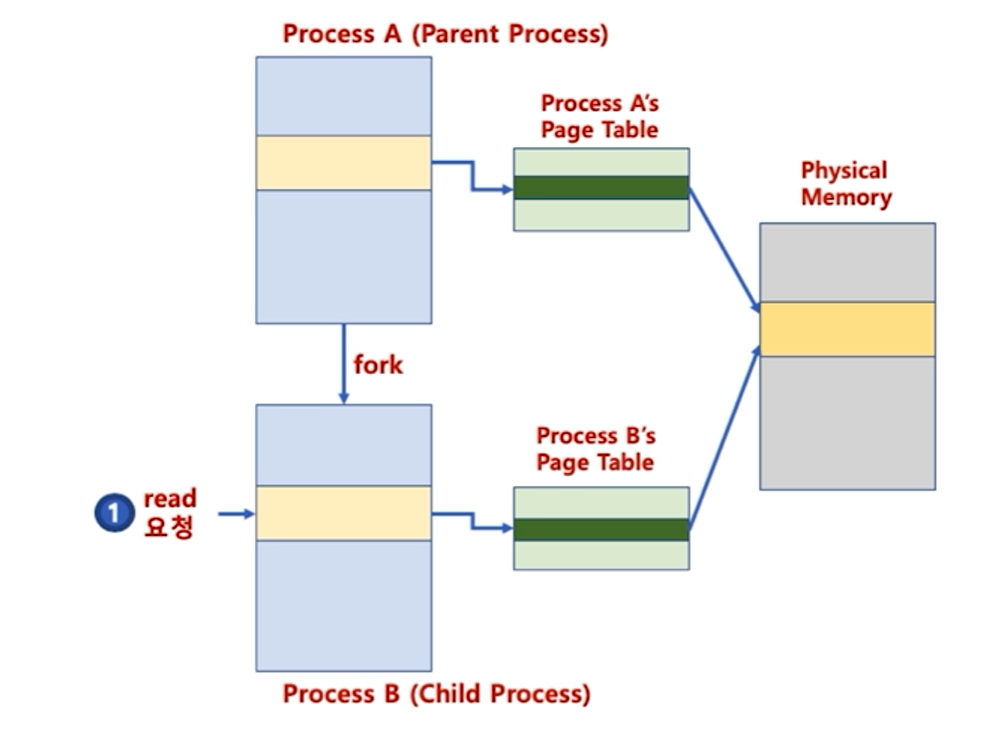 Process A (Parent Process)
Process A's
Page Table
Physical
Memory
fork
Process B's
Page Table
1
read
요청
Process B (Child Process)